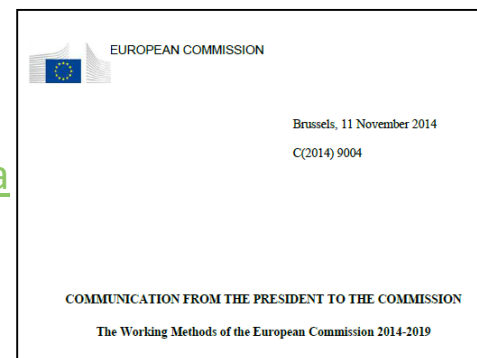 EUROPEAN COMMISSION
Brussels, 11 November 2014
C(2014) 9004
a
COMMUNICATION FROM THE PRESIDENT TO THE COMMISSION
The Working Methods of the European Commission 2014-2019